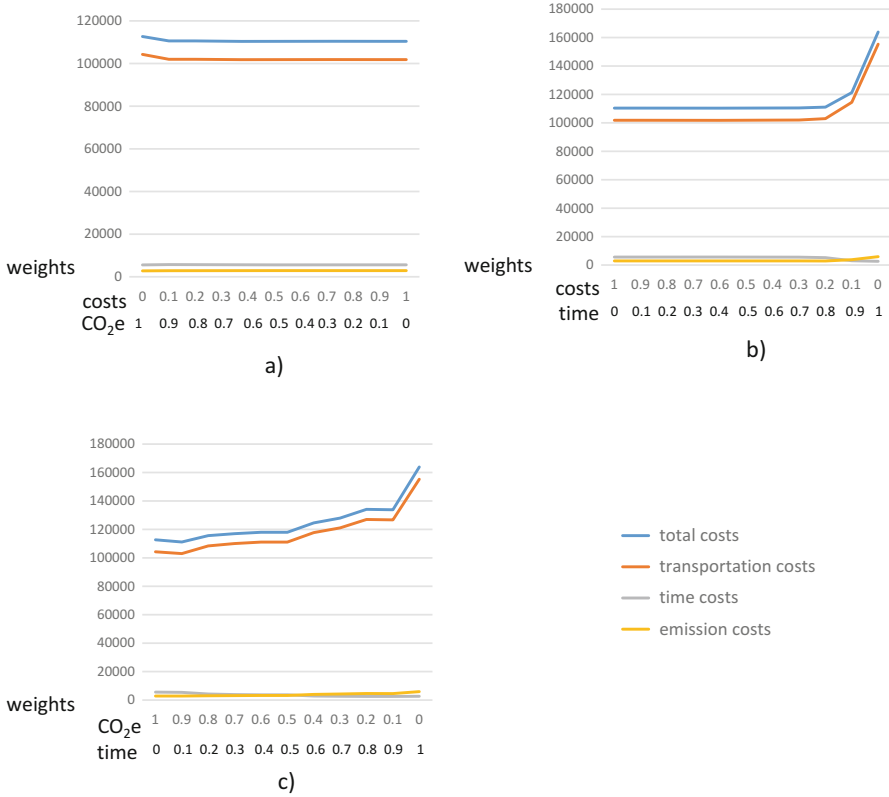 120000
100000
80000
60000
40000
20000
0
weights
costs 0 0.1 0.2 0.3 0.4 0.5 0.6 0.7 0.8 0.9 1
CO₂e 1 0.9 0.8 0.7 0.6 0.5 0.4 0.3 0.2 0.1 0
a)
180000
160000
140000
120000
100000
80000
60000
40000
20000
0
weights
costs 1 0.9 0.8 0.7 0.6 0.5 0.4 0.3 0.2 0.1 0
time 0 0.1 0.2 0.3 0.4 0.5 0.6 0.7 0.8 0.9 1
b)
180000
160000
140000
120000
100000
80000
60000
40000
20000
0
weights
CO₂e 1 0.9 0.8 0.7 0.6 0.5 0.4 0.3 0.2 0.1 0
time 0 0.1 0.2 0.3 0.4 0.5 0.6 0.7 0.8 0.9 1
c)
total costs
transportation costs
time costs
emission costs